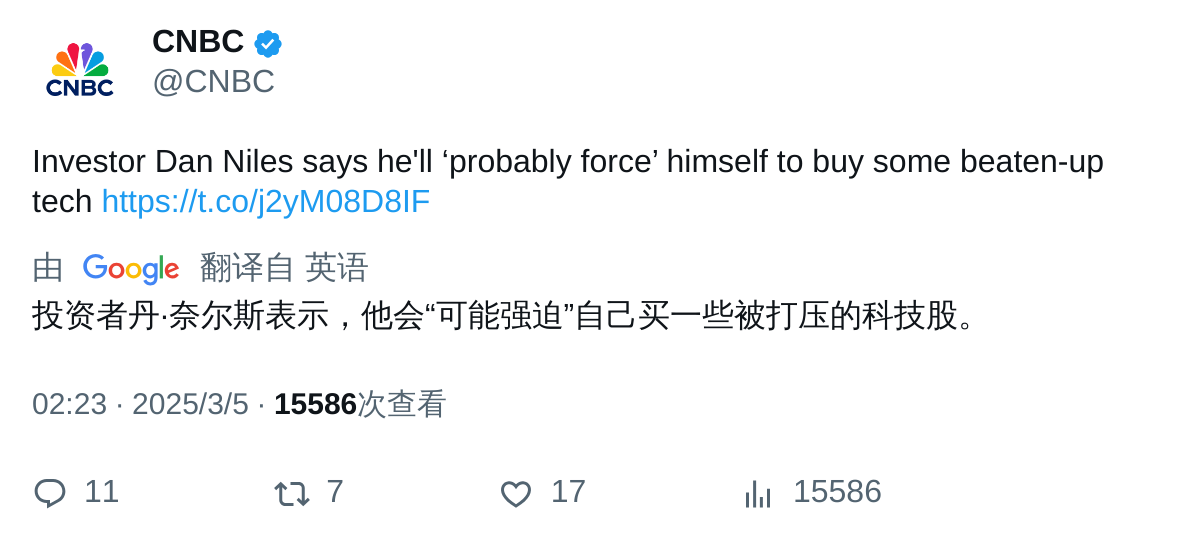 CNBC
CNBC
@CNBC
Investor Dan Niles says he'll ‘probably force’ himself to buy some beaten-up
tech https://t.co/j2yM08D8IF
由 Google 翻译自 英语
投资者丹·奈尔斯表示，他会“可能强迫”自己买一些被打压的科技股。
02:23 · 2025/3/5 · 15586次查看
11 7 17 15586